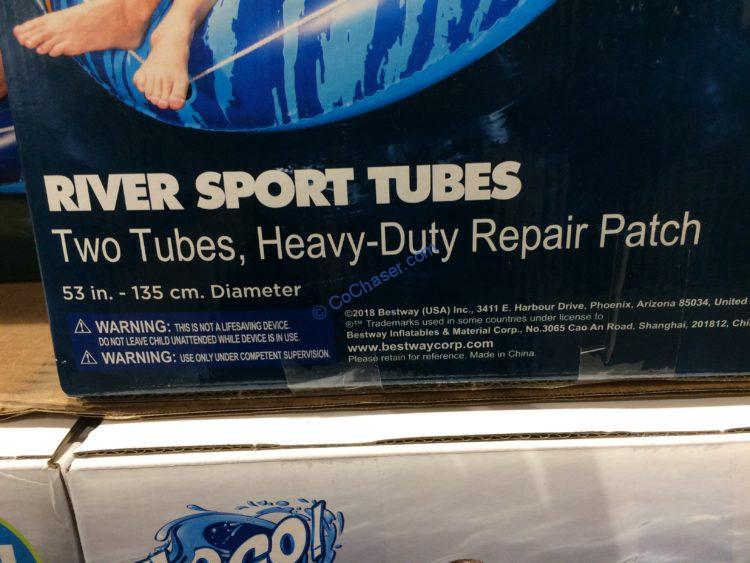 RIVER SPORT TUBES
Two Tubes, Heavy-Duty Repair Patch
53 in. - 135 cm. Diameter
© CoChaser.com
⚠ WARNING: THIS IS NOT A LIFESAVING DEVICE.
DO NOT LEAVE CHILD UNATTENDED WHILE DEVICE IS IN USE.
⚠ WARNING: USE ONLY UNDER COMPETENT SUPERVISION.
©2018 Bestway (USA) Inc., 3411 E. Harbour Drive, Phoenix, Arizona 85034, United
®™ Trademarks used in some countries under license to
Bestway Inflatables & Material Corp., No.3065 Cao An Road, Shanghai, 201812, Chi
www.bestwaycorp.com
Please retain for reference. Made in China.